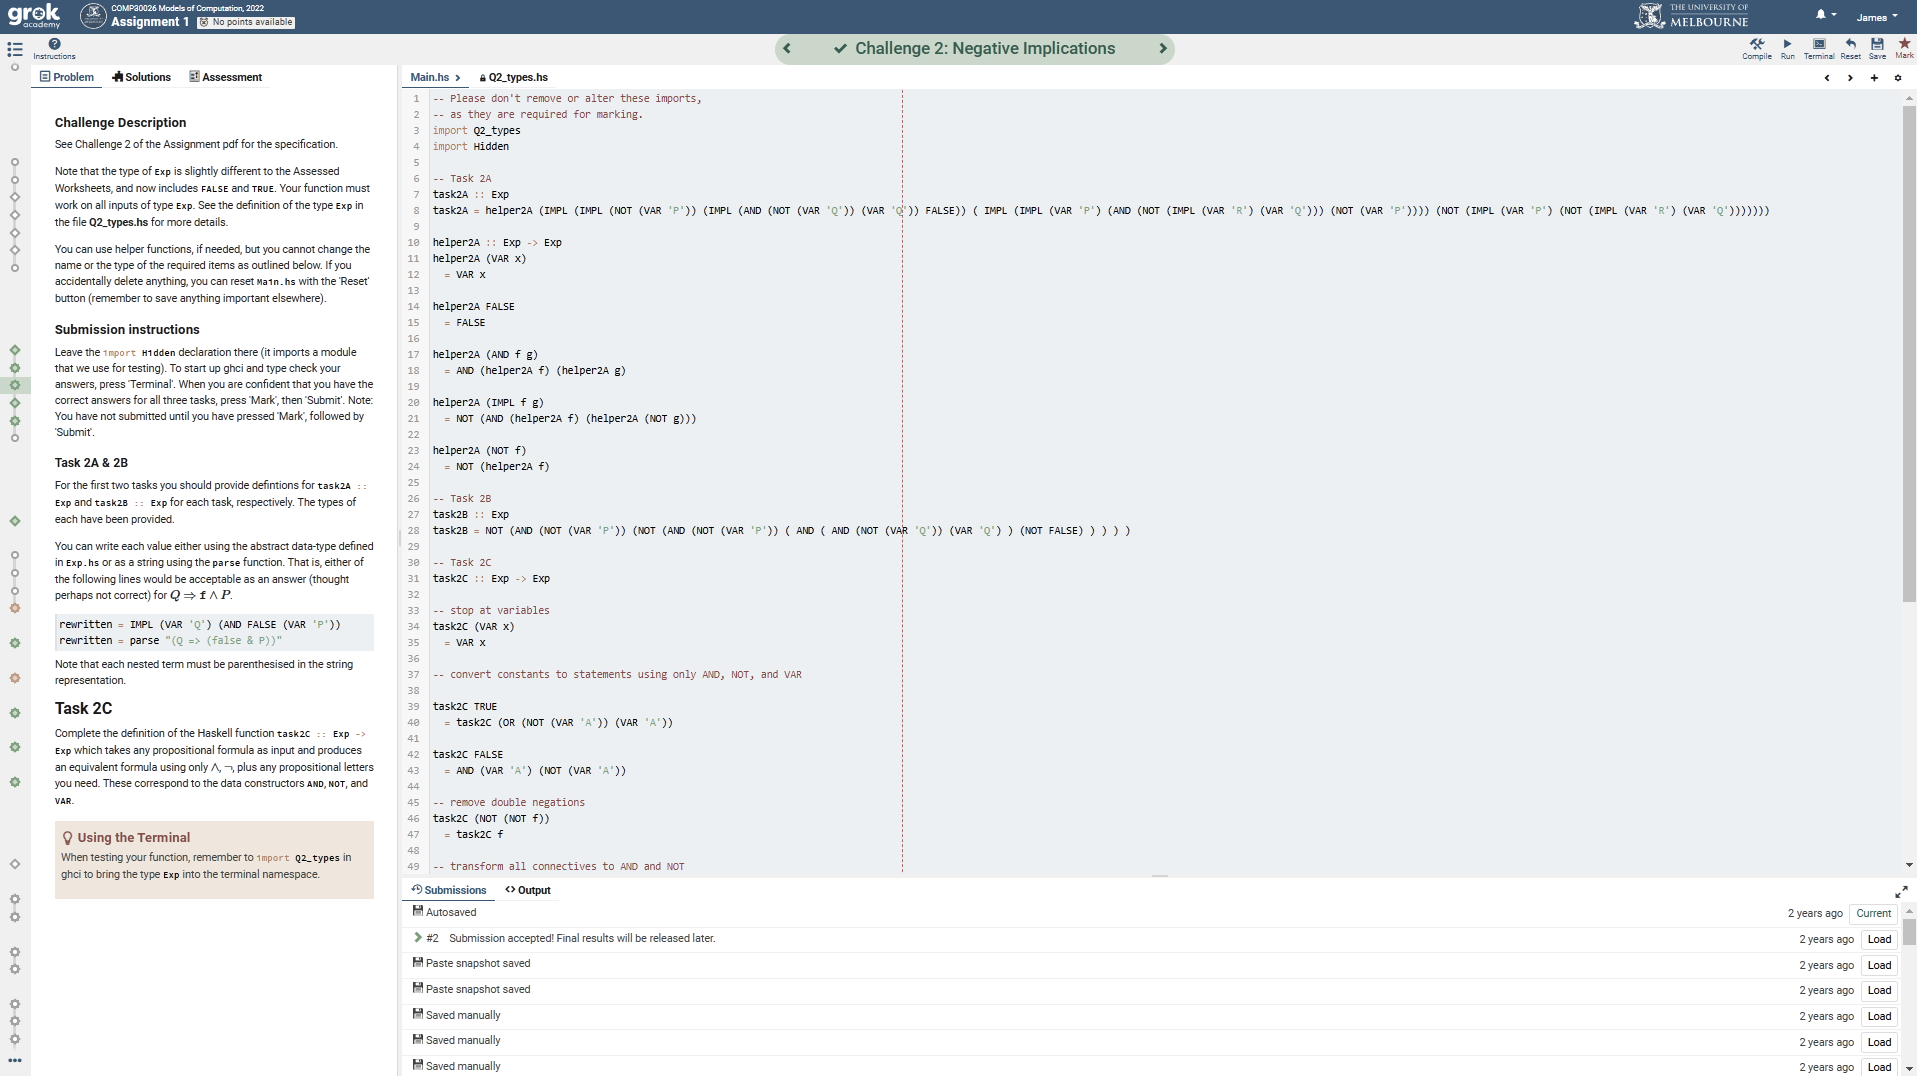 grok
academy
COMP30026 Models of Computation, 2022
Assignment 1
No points available
THE UNIVERSITY OF
MELBOURNE
James
Instructions
Challenge 2: Negative Implications
Compile
Run
Terminal
Reset
Save
Mark
Problem
Solutions
Assessment
Challenge Description
See Challenge 2 of the Assignment pdf for the specification.
Note that the type of Exp is slightly different to the Assessed
Worksheets, and now includes FALSE and TRUE. Your function must
work on all inputs of type Exp. See the definition of the type Exp in
the file Q2_types.hs for more details.
You can use helper functions, if needed, but you cannot change the
name or the type of the required items as outlined below. If you
accidentally delete anything, you can reset Main.hs with the 'Reset'
button (remember to save anything important elsewhere).
Submission instructions
Leave the import Hidden declaration there (it imports a module
that we use for testing). To start up ghci and type check your
answers, press 'Terminal'. When you are confident that you have the
correct answers for all three tasks, press 'Mark', then 'Submit'. Note:
You have not submitted until you have pressed 'Mark', followed by
'Submit'.
Task 2A & 2B
For the first two tasks you should provide defintions for task2A ::
Exp and task2B :: Exp for each task, respectively. The types of
each have been provided.
You can write each value either using the abstract data-type defined
in Exp.hs or as a string using the parse function. That is, either of
the following lines would be acceptable as an answer (thought
perhaps not correct) for Q ⇒ f ∧ P.
rewritten = IMPL (VAR 'Q') (AND FALSE (VAR 'P'))
rewritten = parse "(Q => (false & P))"
Note that each nested term must be parenthesised in the string
representation.
Task 2C
Complete the definition of the Haskell function task2C :: Exp ->
Exp which takes any propositional formula as input and produces
an equivalent formula using only ∧, ¬, plus any propositional letters
you need. These correspond to the data constructors AND, NOT, and
VAR.
Using the Terminal
When testing your function, remember to import Q2_types in
ghci to bring the type Exp into the terminal namespace.
Main.hs
Q2_types.hs
1 -- Please don't remove or alter these imports,
2 -- as they are required for marking.
3 import Q2_types
4 import Hidden
5
6 -- Task 2A
7 task2A :: Exp
8 task2A = helper2A (IMPL (IMPL (NOT (VAR 'P')) (IMPL (AND (NOT (VAR 'Q')) (VAR 'Q')) FALSE)) ( IMPL (IMPL (VAR 'P') (AND (NOT (IMPL (VAR 'R') (VAR 'Q'))) (NOT (VAR 'P')))) (NOT (IMPL (VAR 'P') (NOT (IMPL (VAR 'R') (VAR 'Q')))))))
9
10 helper2A :: Exp -> Exp
11 helper2A (VAR x)
12 = VAR x
13
14 helper2A FALSE
15 = FALSE
16
17 helper2A (AND f g)
18 = AND (helper2A f) (helper2A g)
19
20 helper2A (IMPL f g)
21 = NOT (AND (helper2A f) (helper2A (NOT g)))
22
23 helper2A (NOT f)
24 = NOT (helper2A f)
25
26 -- Task 2B
27 task2B :: Exp
28 task2B = NOT (AND (NOT (VAR 'P')) (NOT (AND (NOT (VAR 'P')) ( AND ( AND (NOT (VAR 'Q')) (VAR 'Q') ) (NOT FALSE) ) ) ) )
29
30 -- Task 2C
31 task2C :: Exp -> Exp
32
33 -- stop at variables
34 task2C (VAR x)
35 = VAR x
36
37 -- convert constants to statements using only AND, NOT, and VAR
38
39 task2C TRUE
40 = task2C (OR (NOT (VAR 'A')) (VAR 'A'))
41
42 task2C FALSE
43 = AND (VAR 'A') (NOT (VAR 'A'))
44
45 -- remove double negations
46 task2C (NOT (NOT f))
47 = task2C f
48
49 -- transform all connectives to AND and NOT
Submissions
Output
Autosaved 2 years ago Current
#2 Submission accepted! Final results will be released later. 2 years ago Load
Paste snapshot saved 2 years ago Load
Paste snapshot saved 2 years ago Load
Saved manually 2 years ago Load
Saved manually 2 years ago Load
Saved manually 2 years ago Load